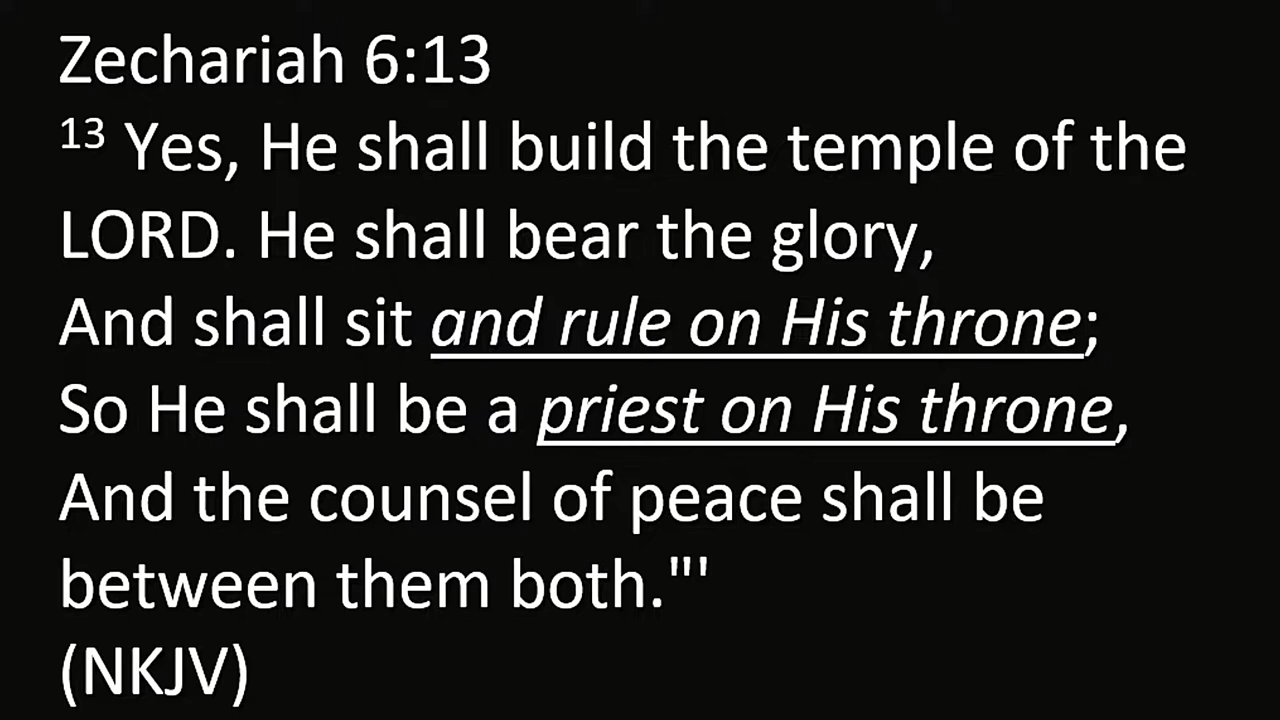 Zechariah 6:13
13 Yes, He shall build the temple of the
LORD. He shall bear the glory,
And shall sit and rule on His throne;
So He shall be a priest on His throne,
And the counsel of peace shall be
between them both."'
(NKJV)